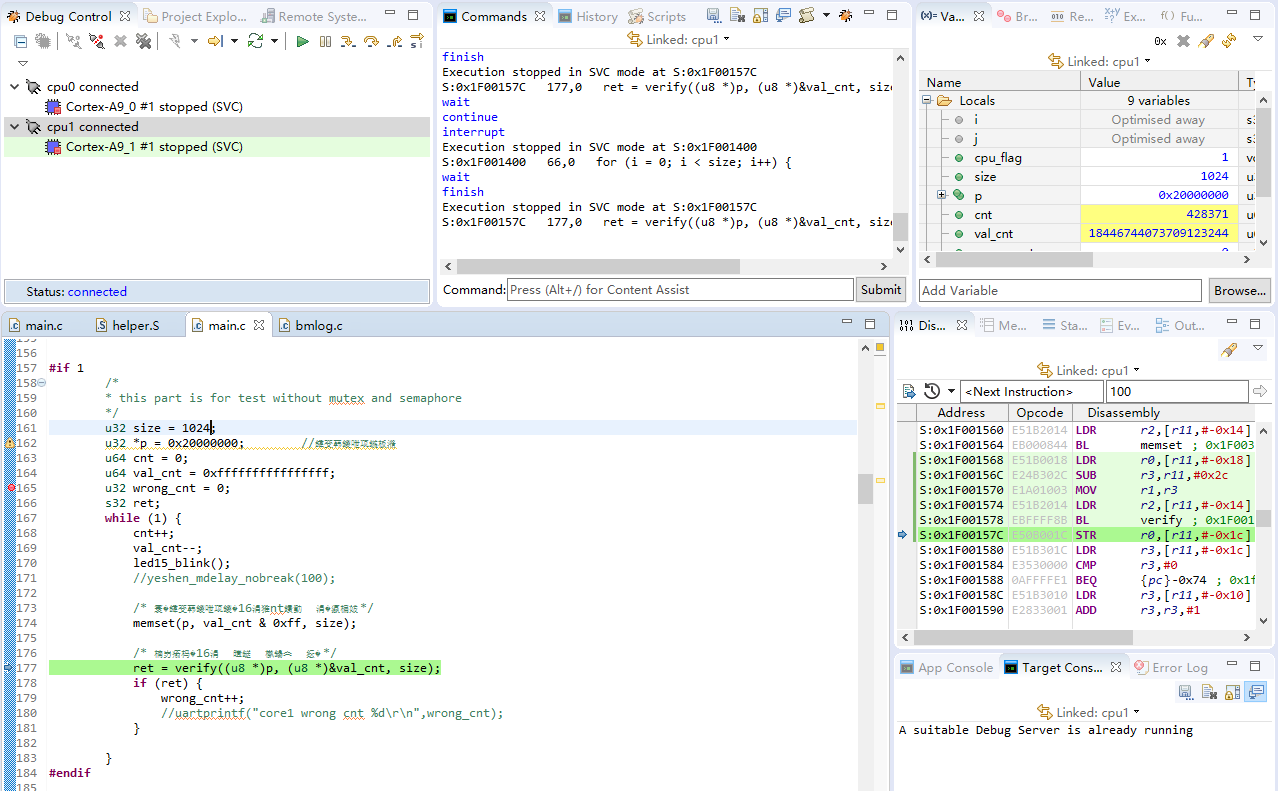 Debug Control
Project Explo...
Remote Syste...
cpu0 connected
Cortex-A9_0 #1 stopped (SVC)
cpu1 connected
Cortex-A9_1 #1 stopped (SVC)
Status: connected
Commands
History
Scripts
Linked: cpu1
finish
Execution stopped in SVC mode at S:0x1F00157C
S:0x1F00157C 177,0 ret = verify((u8 *)p, (u8 *)&val_cnt, size
wait
continue
interrupt
Execution stopped in SVC mode at S:0x1F001400
S:0x1F001400 66,0 for (i = 0; i < size; i++) {
wait
finish
Execution stopped in SVC mode at S:0x1F00157C
S:0x1F00157C 177,0 ret = verify((u8 *)p, (u8 *)&val_cnt, size
Command: Press (Alt+/) for Content Assist
Submit
(x)= Va...
Br...
Re...
Ex...
Fu...
0x
Linked: cpu1
Name Value Ty
Locals 9 variables
i Optimised away s3
j Optimised away s3
cpu_flag 1 vo
size 1024 u3
p 0x20000000 u3
cnt 428371 u6
val_cnt 18446744073709123244 u6
Add Variable
Browse...
main.c
helper.S
main.c
bmlog.c
156
157 #if 1
158 /*
159 * this part is for test without mutex and semaphore
160 */
161 u32 size = 1024;
162 u32 *p = 0x20000000; //
163 u64 cnt = 0;
164 u64 val_cnt = 0xffffffffffffffff;
165 u32 wrong_cnt = 0;
166 s32 ret;
167 while (1) {
168 cnt++;
169 val_cnt--;
170 led15_blink();
171 //yeshen_mdelay_nobreak(100);
172
173 /* */
174 memset(p, val_cnt & 0xff, size);
175
176 /* */
177 ret = verify((u8 *)p, (u8 *)&val_cnt, size);
178 if (ret) {
179 wrong_cnt++;
180 //uartprintf("core1 wrong cnt %d\r\n",wrong_cnt);
181 }
182
183 }
184 #endif
185
Dis...
Me...
Sta...
Ev...
Out...
Linked: cpu1
<Next Instruction>
100
Address Opcode Disassembly
S:0x1F001560 E51B2014 LDR r2,[r11,#-0x14]
S:0x1F001564 EB000844 BL memset ; 0x1F003
S:0x1F001568 E51B0018 LDR r0,[r11,#-0x18]
S:0x1F00156C E24B302C SUB r3,r11,#0x2c
S:0x1F001570 E1A01003 MOV r1,r3
S:0x1F001574 E51B2014 LDR r2,[r11,#-0x14]
S:0x1F001578 EBFFFF8B BL verify ; 0x1F001
S:0x1F00157C E50B001C STR r0,[r11,#-0x1c]
S:0x1F001580 E51B301C LDR r3,[r11,#-0x1c]
S:0x1F001584 E3530000 CMP r3,#0
S:0x1F001588 0AFFFFE1 BEQ {pc}-0x74 ; 0x1f
S:0x1F00158C E51B3010 LDR r3,[r11,#-0x10]
S:0x1F001590 E2833001 ADD r3,r3,#1
App Console
Target Cons...
Error Log
Linked: cpu1
A suitable Debug Server is already running